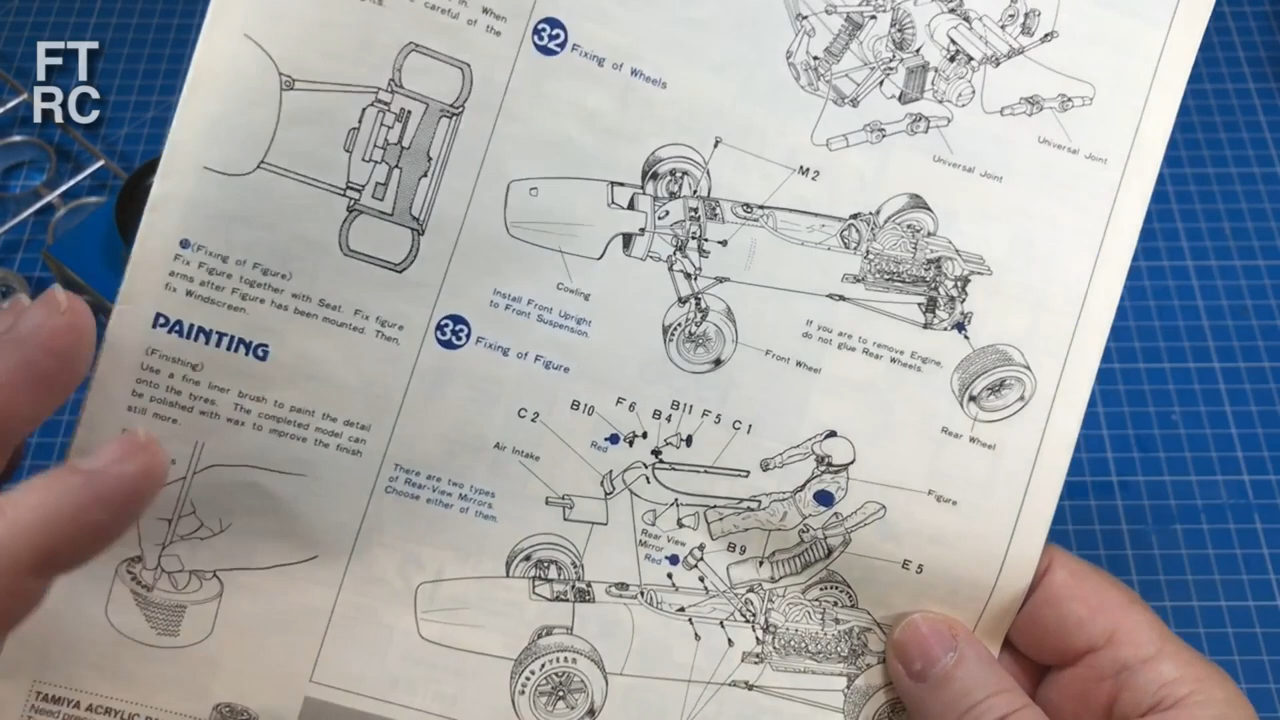 FT
RC
in. When
careful of the
32 Fixing of Wheels
Universal Joint
Universal Joint
M2
Cowling
Install Front Upright
to Front Suspension.
Front Wheel
If you are to remove Engine,
do not glue Rear Wheels.
Rear Wheel
(Fixing of Figure)
Fix Figure together with Seat. Fix figure
arms after Figure has been mounted. Then,
fix Windscreen.
PAINTING
(Finishing)
Use a fine liner brush to paint the detail
onto the tyres. The completed model can
be polished with wax to improve the finish
still more.
33 Fixing of Figure
C2
B10
F6
B4
B11
F5
C1
Red
Air Intake
There are two types
of Rear-View Mirrors.
Choose either of them.
Figure
Rear View
Mirror
Red
B9
E5
GOOD YEAR
TAMIYA ACRYLIC